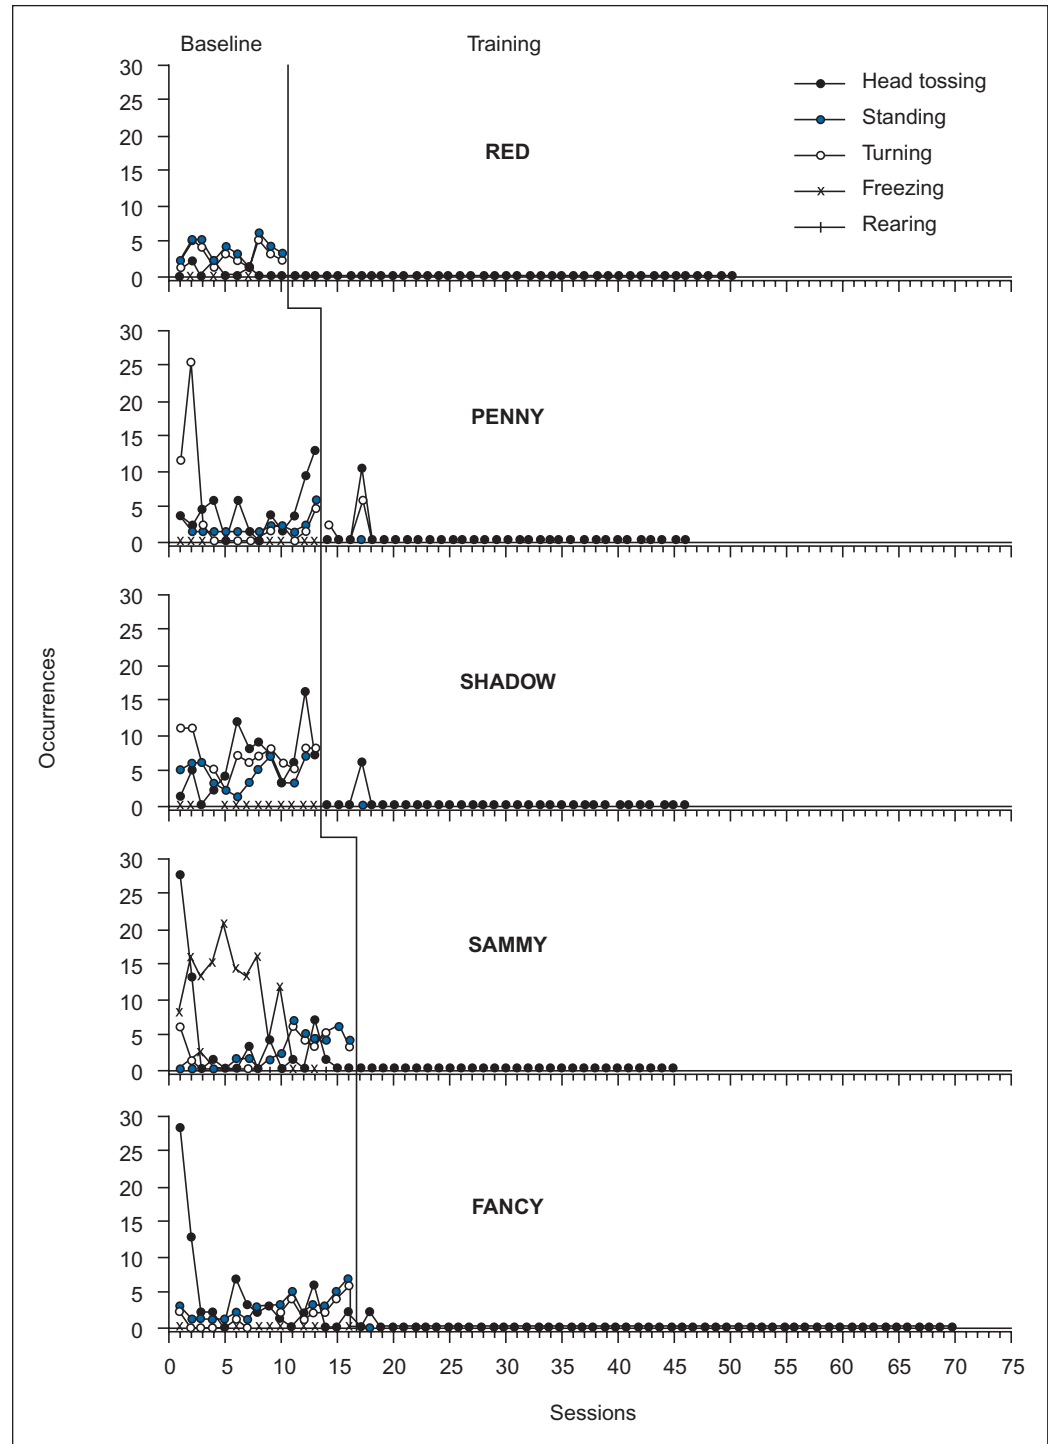 Baseline Training
30
25
20
15
10
5
0
RED
Head tossing
Standing
Turning
Freezing
Rearing
30
25
20
15
10
5
0
PENNY
30
25
20
15
10
5
0
SHADOW
Occurrences
30
25
20
15
10
5
0
SAMMY
30
25
20
15
10
5
0
FANCY
0 5 10 15 20 25 30 35 40 45 50 55 60 65 70 75
Sessions